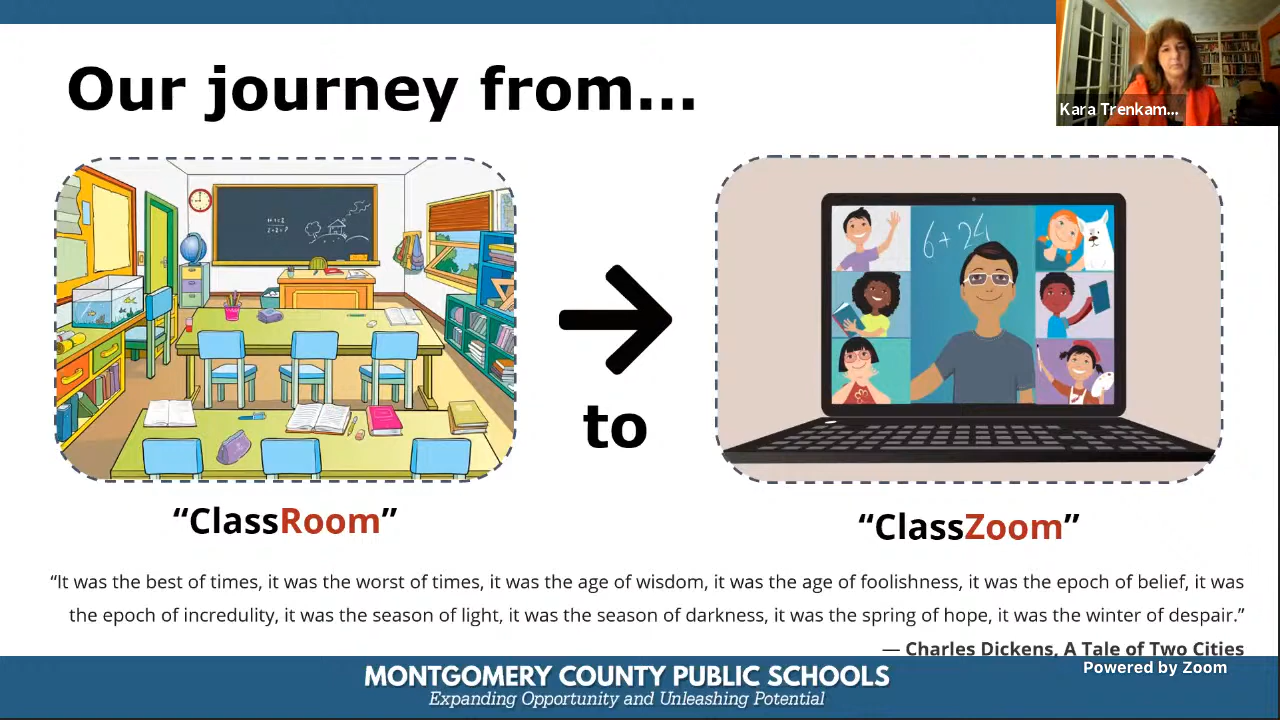 Our journey from...
Kara Trenkam...
6+24
to
“ClassRoom”
“ClassZoom”
“It was the best of times, it was the worst of times, it was the age of wisdom, it was the age of foolishness, it was the epoch of belief, it was
the epoch of incredulity, it was the season of light, it was the season of darkness, it was the spring of hope, it was the winter of despair.”
— Charles Dickens, A Tale of Two Cities
Powered by Zoom
MONTGOMERY COUNTY PUBLIC SCHOOLS
Expanding Opportunity and Unleashing Potential